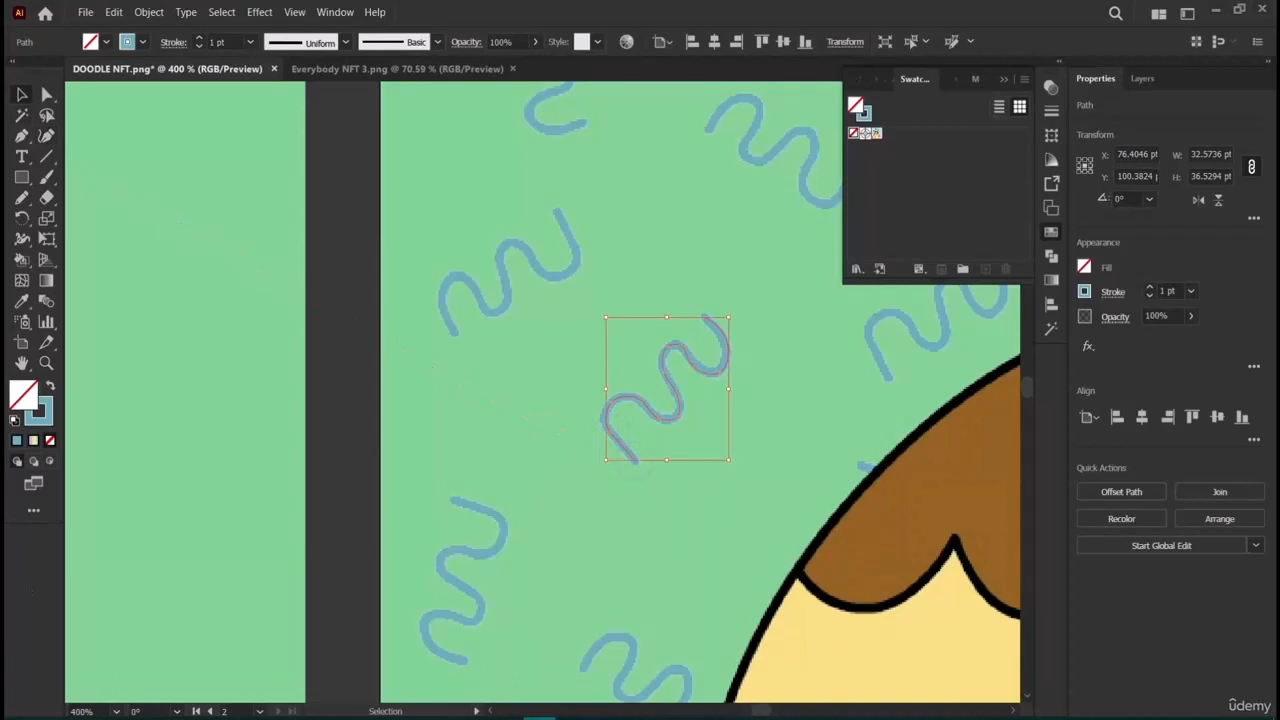 Ai File Edit Object Type Select Effect View Window Help
Path Stroke: 1 pt Uniform Basic Opacity: 100% Style: Transform
DOODLE NFT.png* @ 400 % (RGB/Preview) × Everybody NFT 3.png @ 70.59 % (RGB/Preview) ×
Swatc... M
Properties Layers
Path
Transform
X: 76.4046 pt W: 32.5736 pt
Y: 100.3824 pt H: 36.5294 pt
0°
Appearance
Fill
Stroke 1 pt
Opacity 100%
fx.
Align
Quick Actions
Offset Path Join
Recolor Arrange
Start Global Edit
400% 0° 2 Selection
ûdemy